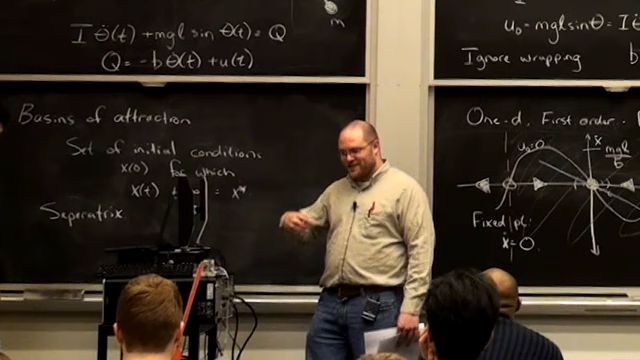 I θ̈(t) + mgl sin θ(t) = Q
Q = -b θ̇(t) + u(t)
m
Basins of attraction
Set of initial conditions
x(0) for which
x(t) = x*
Seperatrix
u₀ = mgl sin θ = I
Ignore wrapping
b
One-d, First order.
u₀=0
ẋ
mgl
b
Fixed pt.
ẋ = 0